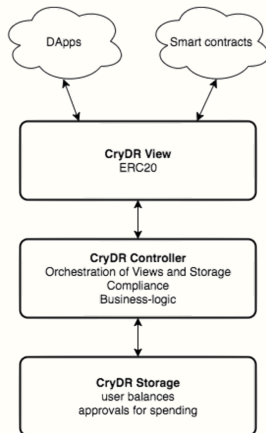 DApps
Smart contracts
CryDR View
ERC20
CryDR Controller
Orchestration of Views and Storage
Compliance
Business-logic
CryDR Storage
user balances
approvals for spending